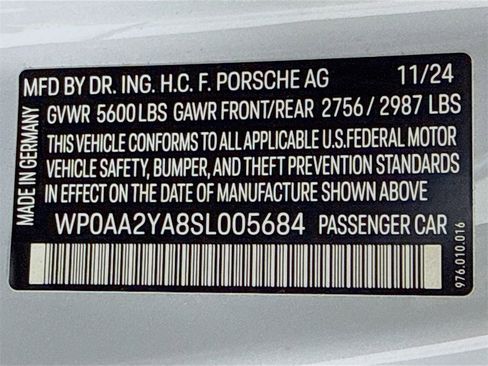 MADE IN GERMANY
MFD BY DR. ING. H.C. F. PORSCHE AG 11/24
GVWR 5600 LBS GAWR FRONT/REAR 2756 / 2987 LBS
THIS VEHICLE CONFORMS TO ALL APPLICABLE U.S.FEDERAL MOTOR
VEHICLE SAFETY, BUMPER, AND THEFT PREVENTION STANDARDS
IN EFFECT ON THE DATE OF MANUFACTURE SHOWN ABOVE
WP0AA2YA8SL005684 PASSENGER CAR
976.010.016